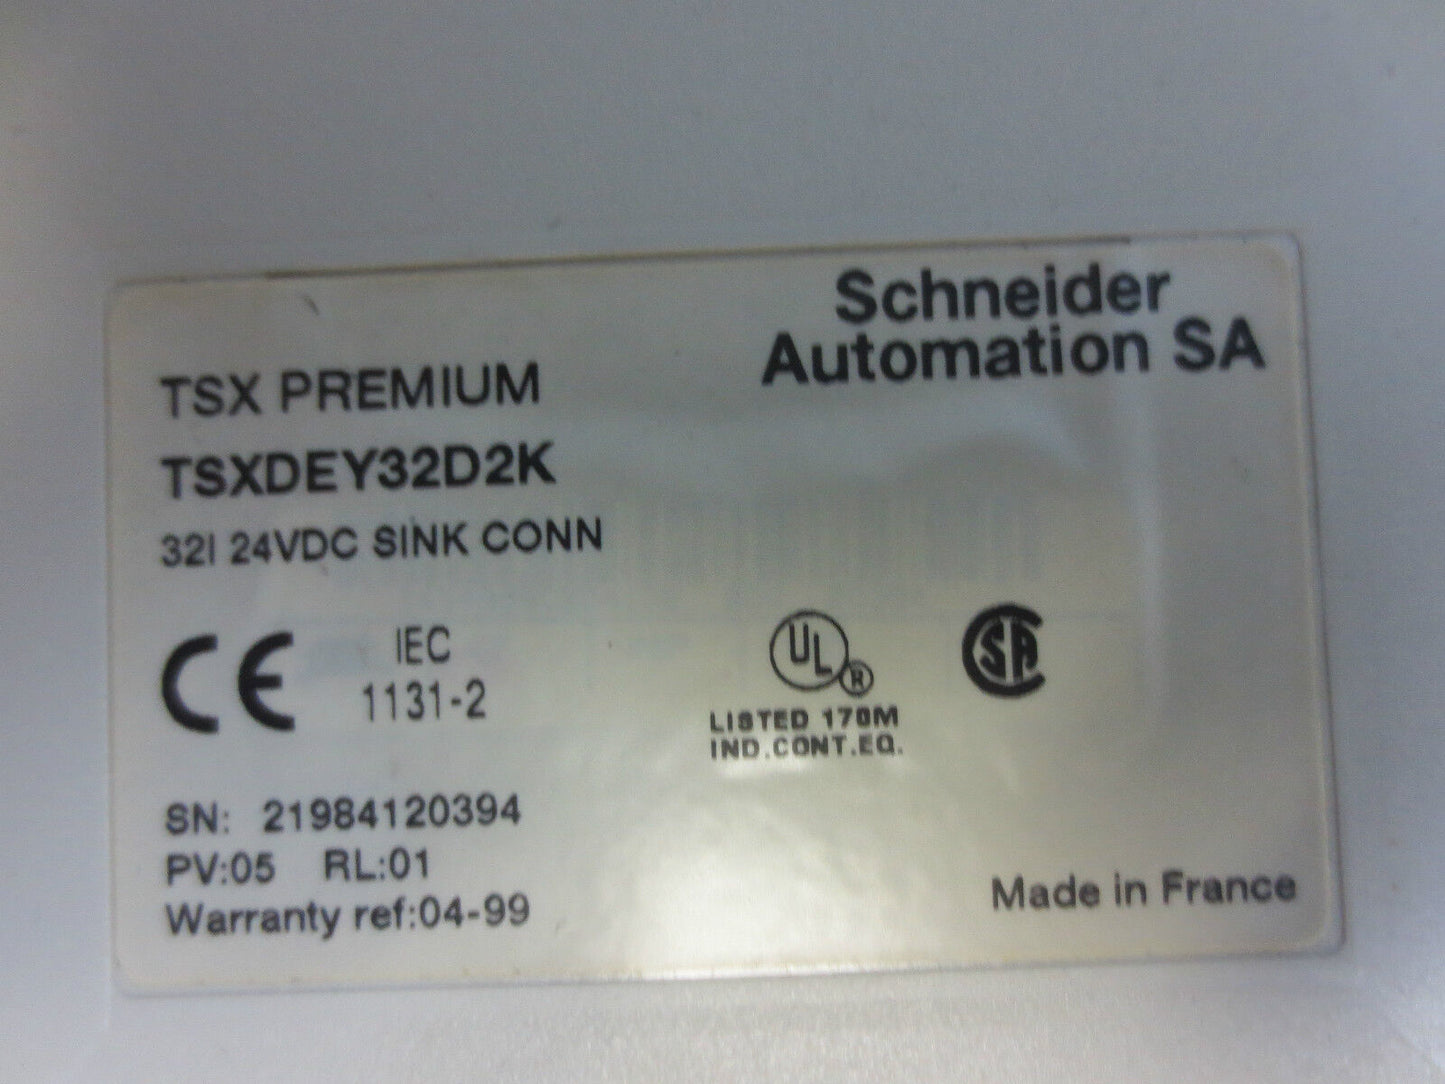 Schneider
Automation SA
TSX PREMIUM
TSXDEY32D2K
32I 24VDC SINK CONN
CE
IEC
1131-2
UL ®
LISTED 170M
IND.CONT.EQ.
SA
SN: 21984120394
PV:05 RL:01
Warranty ref:04-99
Made in France